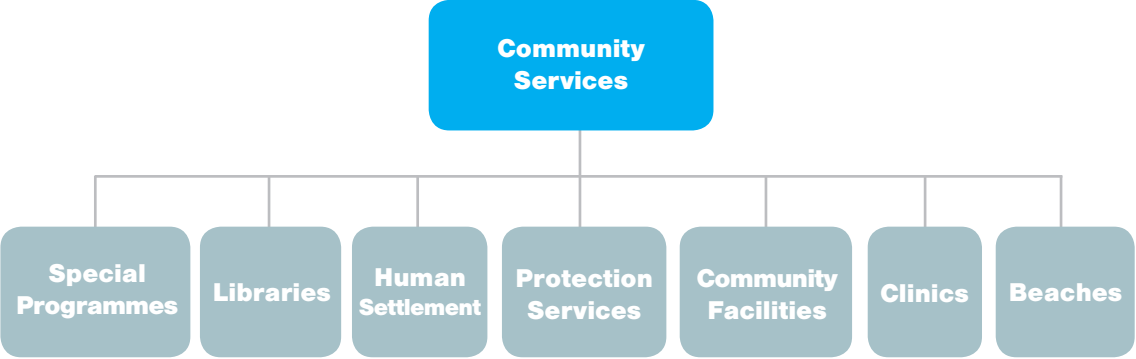 Community
Services
Special
Programmes
Libraries
Human
Settlement
Protection
Services
Community
Facilities
Clinics
Beaches